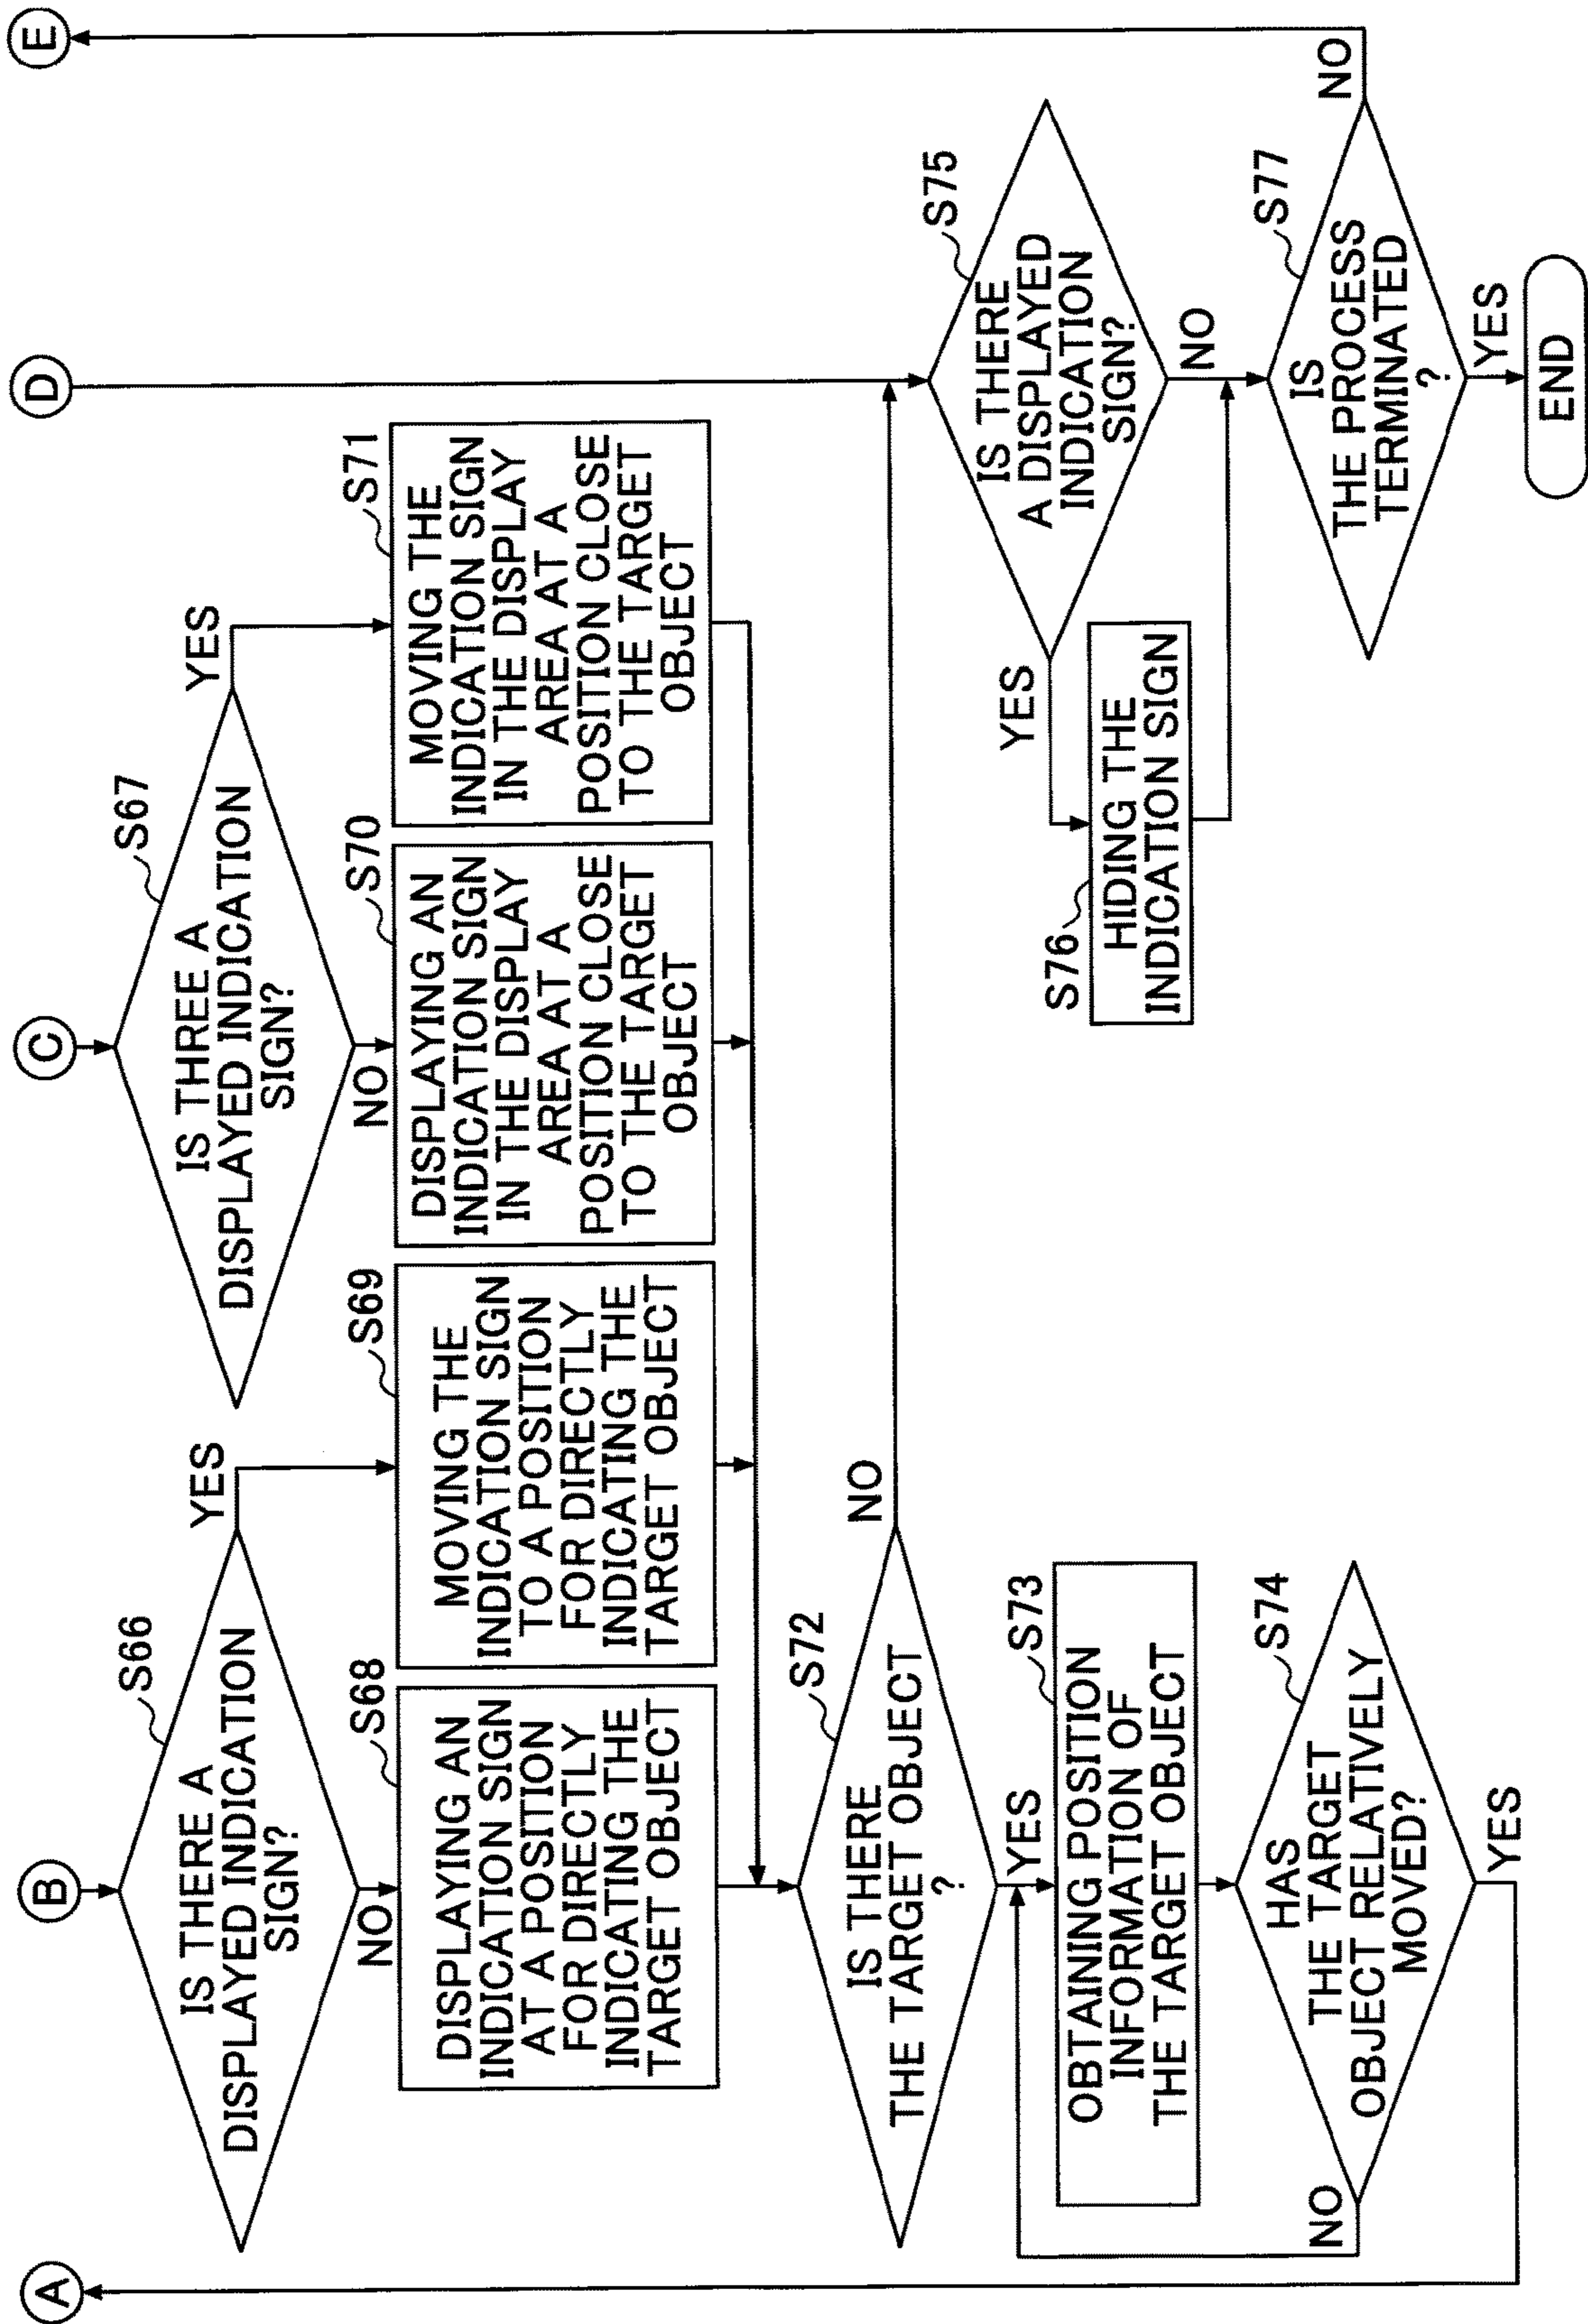 A
B
C
D
E
S66
IS THERE A
DISPLAYED INDICATION
SIGN?
YES
NO
S67
IS THREE A
DISPLAYED INDICATION
SIGN?
YES
NO
S68
DISPLAYING AN
INDICATION SIGN
AT A POSITION
FOR DIRECTLY
INDICATING THE
TARGET OBJECT
S69
MOVING THE
INDICATION SIGN
TO A POSITION
FOR DIRECTLY
INDICATING THE
TARGET OBJECT
S70
DISPLAYING AN
INDICATION SIGN
IN THE DISPLAY
AREA AT A
POSITION CLOSE
TO THE TARGET
OBJECT
S71
MOVING THE
INDICATION SIGN
IN THE DISPLAY
AREA AT A
POSITION CLOSE
TO THE TARGET
OBJECT
S72
IS THERE
THE TARGET OBJECT
?
NO
YES
S73
OBTAINING POSITION
INFORMATION OF
THE TARGET OBJECT
S74
HAS
THE TARGET
OBJECT RELATIVELY
MOVED?
NO
YES
S75
IS THERE
A DISPLAYED
INDICATION
SIGN?
YES
NO
S76
HIDING THE
INDICATION SIGN
S77
IS
THE PROCESS
TERMINATED
?
NO
YES
END